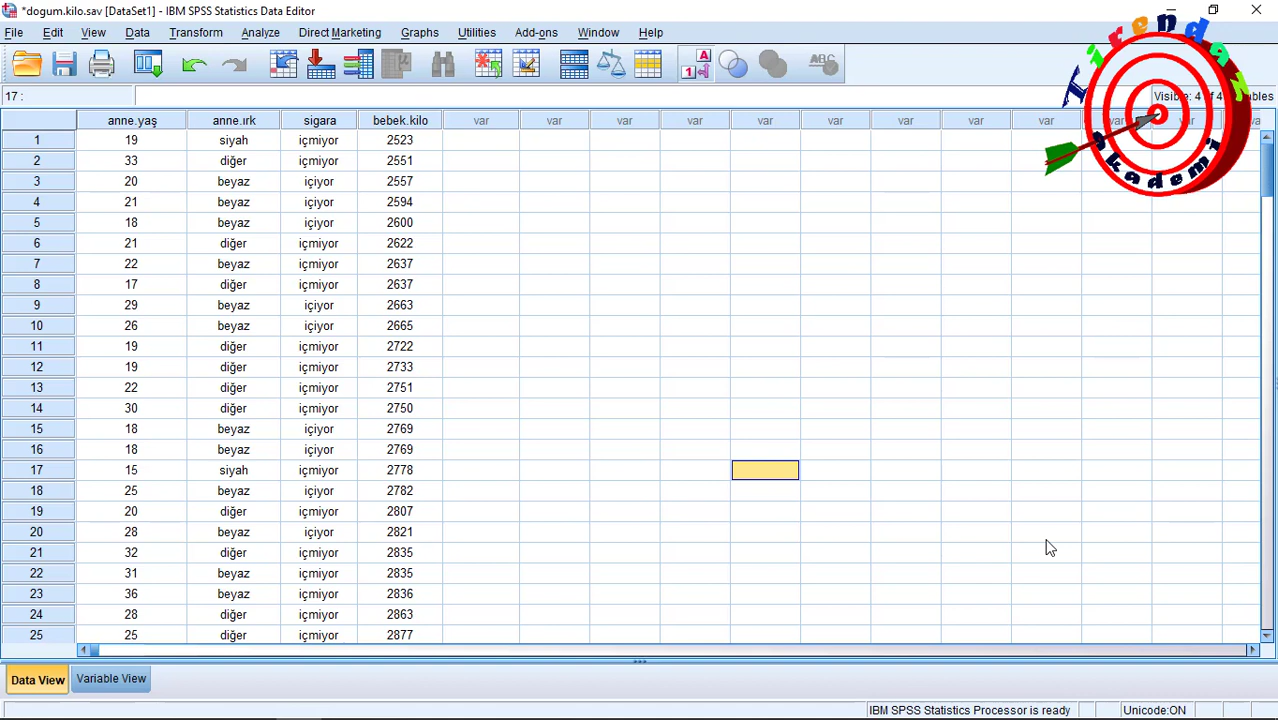 *dogum.kilo.sav [DataSet1] - IBM SPSS Statistics Data Editor
File Edit View Data Transform Analyze Direct Marketing Graphs Utilities Add-ons Window Help
17 :
Visible: 4 of 4
Tirendaz Akademi
anne.yaş anne.ırk sigara bebek.kilo var var var var var var var var var var var
1 19 siyah içmiyor 2523
2 33 diğer içmiyor 2551
3 20 beyaz içiyor 2557
4 21 beyaz içiyor 2594
5 18 beyaz içiyor 2600
6 21 diğer içmiyor 2622
7 22 beyaz içmiyor 2637
8 17 diğer içmiyor 2637
9 29 beyaz içiyor 2663
10 26 beyaz içiyor 2665
11 19 diğer içmiyor 2722
12 19 diğer içmiyor 2733
13 22 diğer içmiyor 2751
14 30 diğer içmiyor 2750
15 18 beyaz içiyor 2769
16 18 beyaz içiyor 2769
17 15 siyah içmiyor 2778
18 25 beyaz içiyor 2782
19 20 diğer içmiyor 2807
20 28 beyaz içiyor 2821
21 32 diğer içmiyor 2835
22 31 beyaz içmiyor 2835
23 36 beyaz içmiyor 2836
24 28 diğer içmiyor 2863
25 25 diğer içmiyor 2877
Data View Variable View
IBM SPSS Statistics Processor is ready Unicode:ON